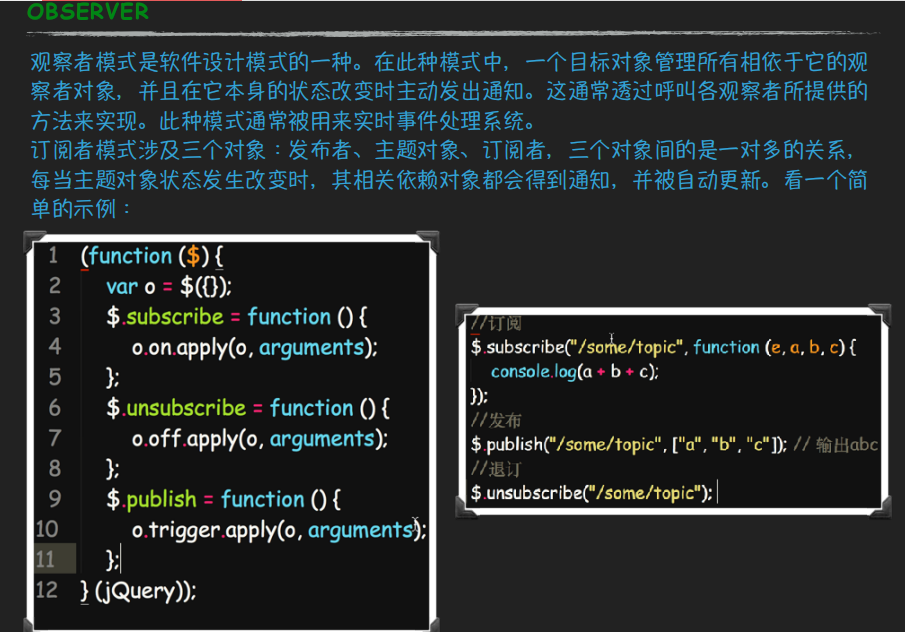 OBSERVER
观察者模式是软件设计模式的一种。在此种模式中，一个目标对象管理所有相依于它的观
察者对象，并且在它本身的状态改变时主动发出通知。这通常透过呼叫各观察者所提供的
方法来实现。此种模式通常被用来实时事件处理系统。
订阅者模式涉及三个对象：发布者、主题对象、订阅者，三个对象间的是一对多的关系，
每当主题对象状态发生改变时，其相关依赖对象都会得到通知，并被自动更新。看一个简
单的示例：
1 (function ($) {
2 var o = $({});
3 $.subscribe = function () {
4 o.on.apply(o, arguments);
5 };
6 $.unsubscribe = function () {
7 o.off.apply(o, arguments);
8 };
9 $.publish = function () {
10 o.trigger.apply(o, arguments);
11 };
12 } (jQuery));
//订阅
$.subscribe("/some/topic", function (e, a, b, c) {
console.log(a + b + c);
});
//发布
$.publish("/some/topic", ["a", "b", "c"]); // 输出abc
//退订
$.unsubscribe("/some/topic");